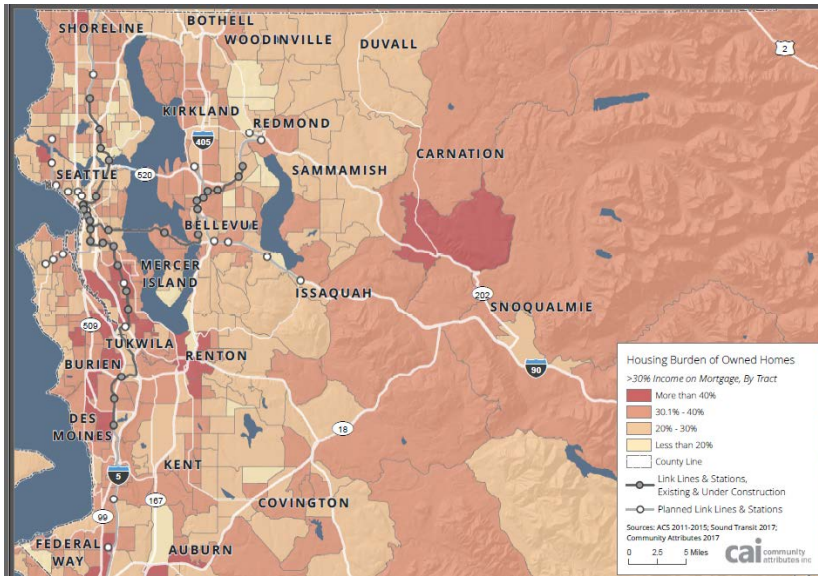 SHORELINE
BOTHELL
WOODINVILLE
DUVALL
2
KIRKLAND
REDMOND
405
CARNATION
SEATTLE
520
SAMMAMISH
BELLEVUE
MERCER
ISLAND
ISSAQUAH
202
SNOQUALMIE
509
TUKWILA
RENTON
BURIEN
90
DES
MOINES
18
KENT
5
167
COVINGTON
99
FEDERAL
WAY
AUBURN
Housing Burden of Owned Homes
>30% Income on Mortgage, By Tract
More than 40%
30.1% - 40%
20% - 30%
Less than 20%
County Line
Link Lines & Stations,
Existing & Under Construction
Planned Link Lines & Stations
Sources: ACS 2011-2015; Sound Transit 2017;
Community Attributes 2017
0 2.5 5 Miles
cai community
attributes inc